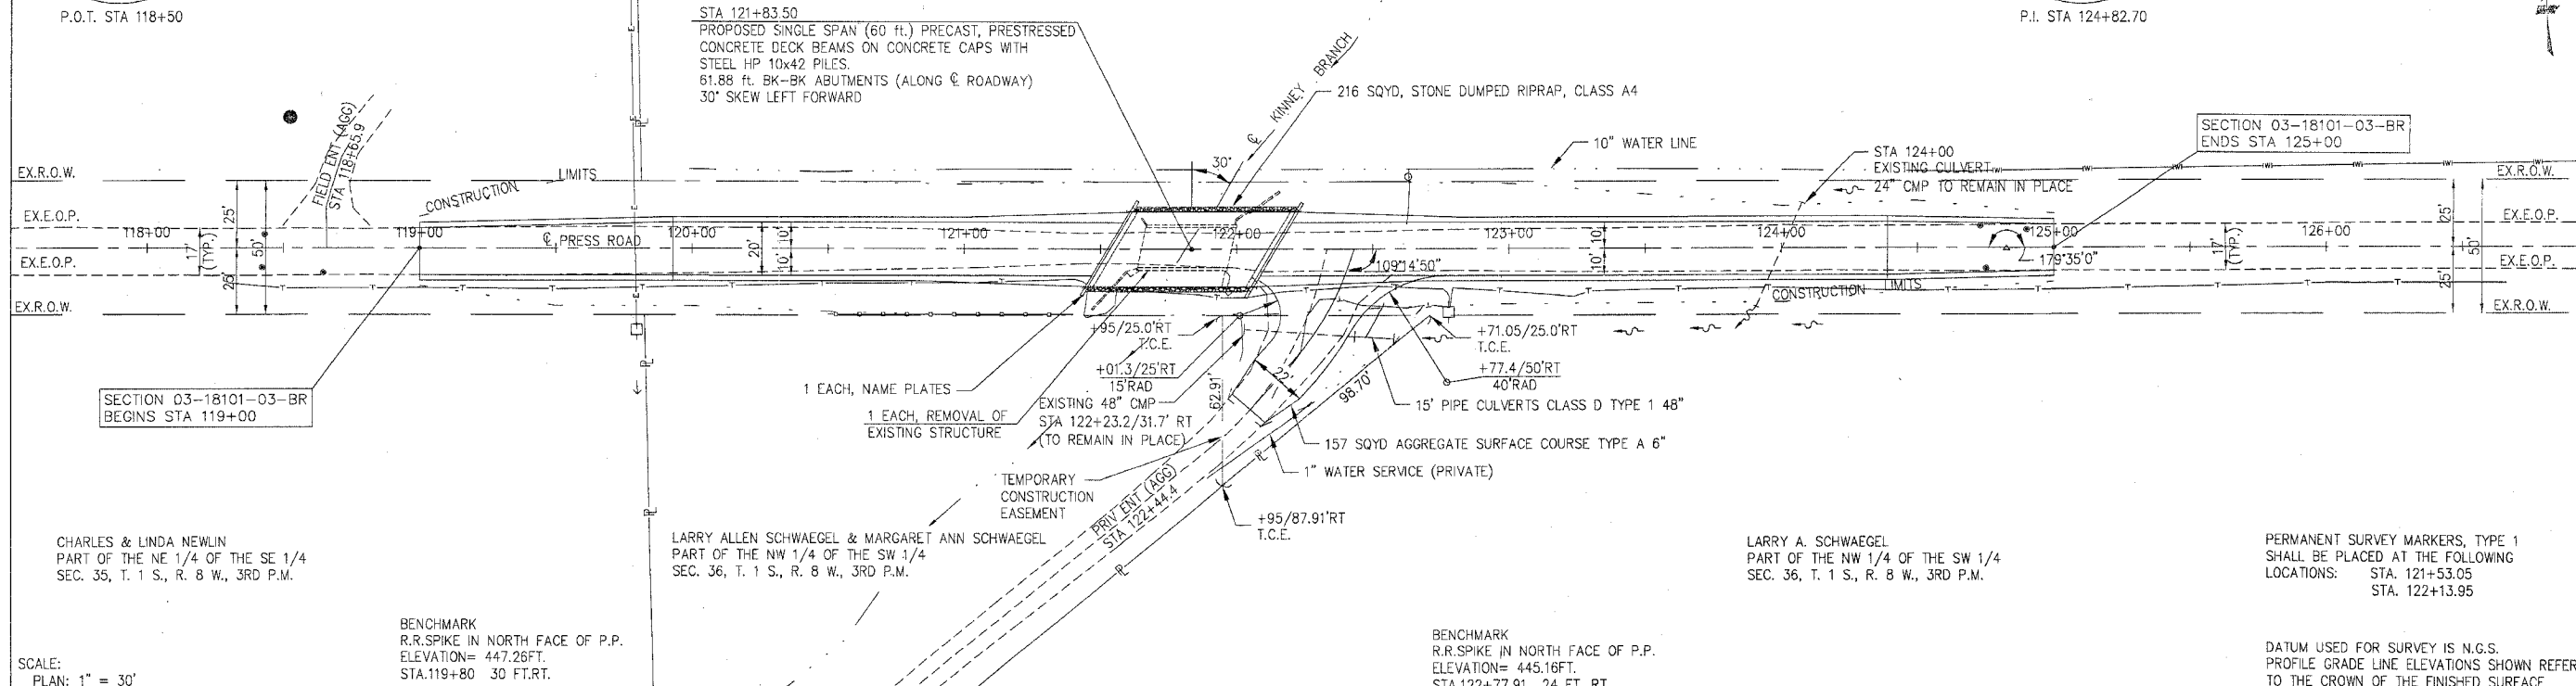 P.O.T. STA 118+50
STA 121+83.50
PROPOSED SINGLE SPAN (60 ft.) PRECAST, PRESTRESSED
CONCRETE DECK BEAMS ON CONCRETE CAPS WITH
STEEL HP 10x42 PILES.
61.88 ft. BK-BK ABUTMENTS (ALONG ℄ ROADWAY)
30° SKEW LEFT FORWARD
P.I. STA 124+82.70
℄ KINNEY BRANCH
216 SQYD, STONE DUMPED RIPRAP, CLASS A4
10" WATER LINE
SECTION 03-18101-03-BR
ENDS STA 125+00
STA 124+00
EXISTING CULVERT
24" CMP TO REMAIN IN PLACE
FIELD ENT (AGG)
STA 118+65.9
30°
EX.R.O.W.
CONSTRUCTION LIMITS
EX.R.O.W.
EX.E.O.P.
EX.E.O.P.
118+00
119+00
℄ PRESS ROAD
120+00
121+00
122+00
123+00
124+00
125+00
126+00
17'
(TYP.)
25'
25'
50'
20'
10'
10'
10'
10'
17'
(TYP.)
25'
25'
50'
EX.E.O.P.
EX.E.O.P.
109°14'50"
179°35'0"
CONSTRUCTION LIMITS
EX.R.O.W.
EX.R.O.W.
+95/25.0'RT
T.C.E.
+71.05/25.0'RT
T.C.E.
+01.3/25'RT
15'RAD
+77.4/50'RT
40'RAD
22'
62.91'
98.70'
SECTION 03-18101-03-BR
BEGINS STA 119+00
1 EACH, NAME PLATES
1 EACH, REMOVAL OF
EXISTING STRUCTURE
EXISTING 48" CMP
STA 122+23.2/31.7' RT
(TO REMAIN IN PLACE)
15' PIPE CULVERTS CLASS D TYPE 1 48"
157 SQYD AGGREGATE SURFACE COURSE TYPE A 6"
1" WATER SERVICE (PRIVATE)
TEMPORARY
CONSTRUCTION
EASEMENT
PRIV ENT (AGG)
STA 122+44.4
+95/87.91'RT
T.C.E.
CHARLES & LINDA NEWLIN
PART OF THE NE 1/4 OF THE SE 1/4
SEC. 35, T. 1 S., R. 8 W., 3RD P.M.
LARRY ALLEN SCHWAEGEL & MARGARET ANN SCHWAEGEL
PART OF THE NW 1/4 OF THE SW 1/4
SEC. 36, T. 1 S., R. 8 W., 3RD P.M.
LARRY A. SCHWAEGEL
PART OF THE NW 1/4 OF THE SW 1/4
SEC. 36, T. 1 S., R. 8 W., 3RD P.M.
PERMANENT SURVEY MARKERS, TYPE 1
SHALL BE PLACED AT THE FOLLOWING
LOCATIONS: STA. 121+53.05
STA. 122+13.95
BENCHMARK
R.R.SPIKE IN NORTH FACE OF P.P.
ELEVATION= 447.26FT.
STA.119+80 30 FT.RT.
BENCHMARK
R.R.SPIKE IN NORTH FACE OF P.P.
ELEVATION= 445.16FT.
STA.122+77.91 24 FT. RT
SCALE:
PLAN: 1" = 30'
DATUM USED FOR SURVEY IS N.G.S.
PROFILE GRADE LINE ELEVATIONS SHOWN REFER
TO THE CROWN OF THE FINISHED SURFACE